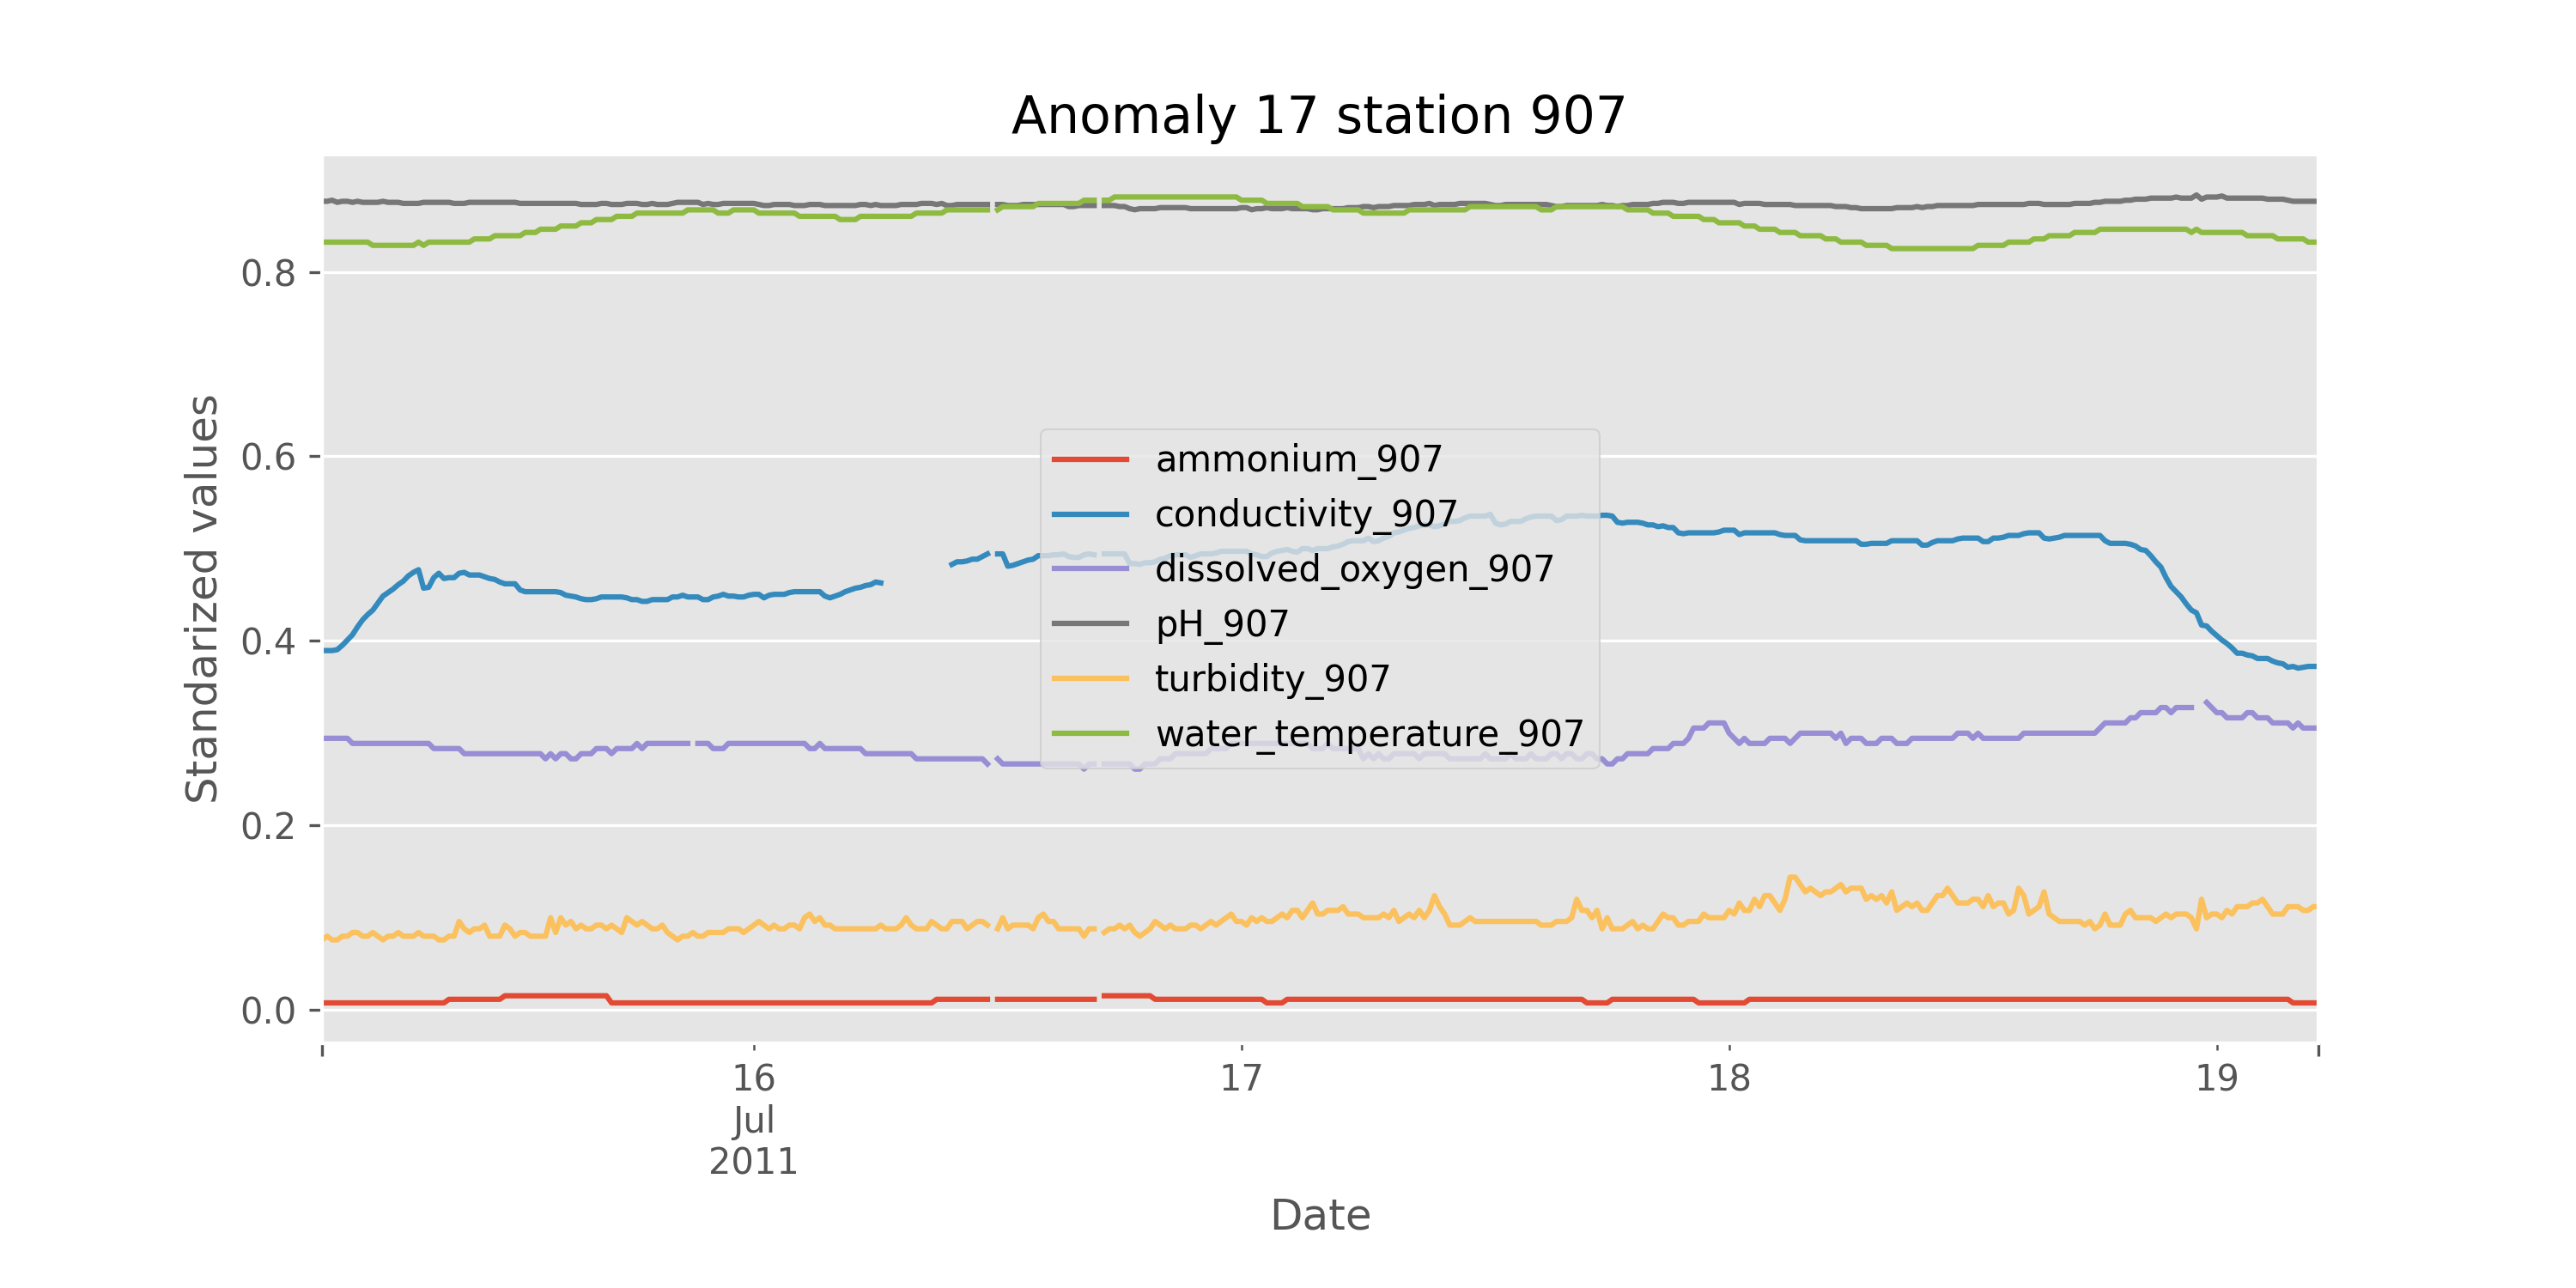 Anomaly 17 station 907
Standarized values
0.8
0.6
0.4
0.2
0.0
ammonium_907
conductivity_907
dissolved_oxygen_907
pH_907
turbidity_907
water_temperature_907
16 17 18 19
Jul
2011
Date